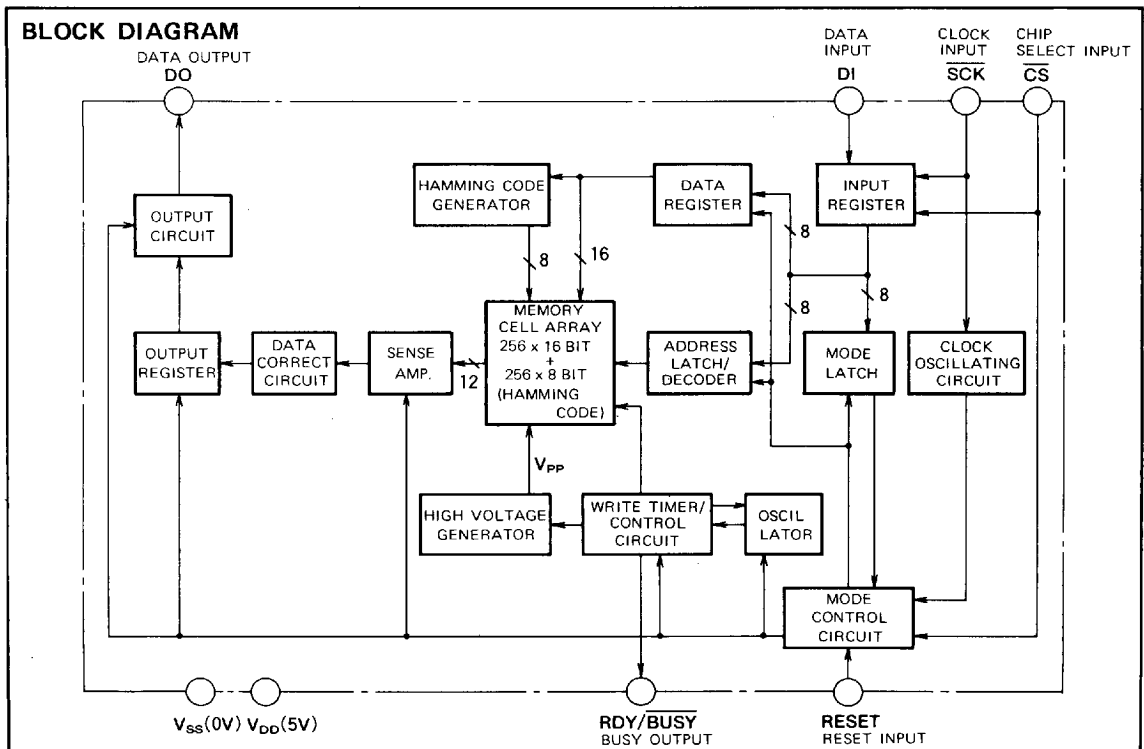 BLOCK DIAGRAM
DATA OUTPUT
DO
DATA
INPUT
DI
CLOCK
INPUT
SCK
CHIP
SELECT INPUT
CS
HAMMING CODE
GENERATOR
DATA
REGISTER
INPUT
REGISTER
OUTPUT
CIRCUIT
8
16
8
8
8
OUTPUT
REGISTER
DATA
CORRECT
CIRCUIT
SENSE
AMP.
12
MEMORY
CELL ARRAY
256 x 16 BIT
+
256 x 8 BIT
(HAMMING
CODE)
ADDRESS
LATCH/
DECODER
MODE
LATCH
CLOCK
OSCILLATING
CIRCUIT
VPP
HIGH VOLTAGE
GENERATOR
WRITE TIMER/
CONTROL
CIRCUIT
OSCIL
LATOR
MODE
CONTROL
CIRCUIT
VSS(0V)
VDD(5V)
RDY/BUSY
BUSY OUTPUT
RESET
RESET INPUT